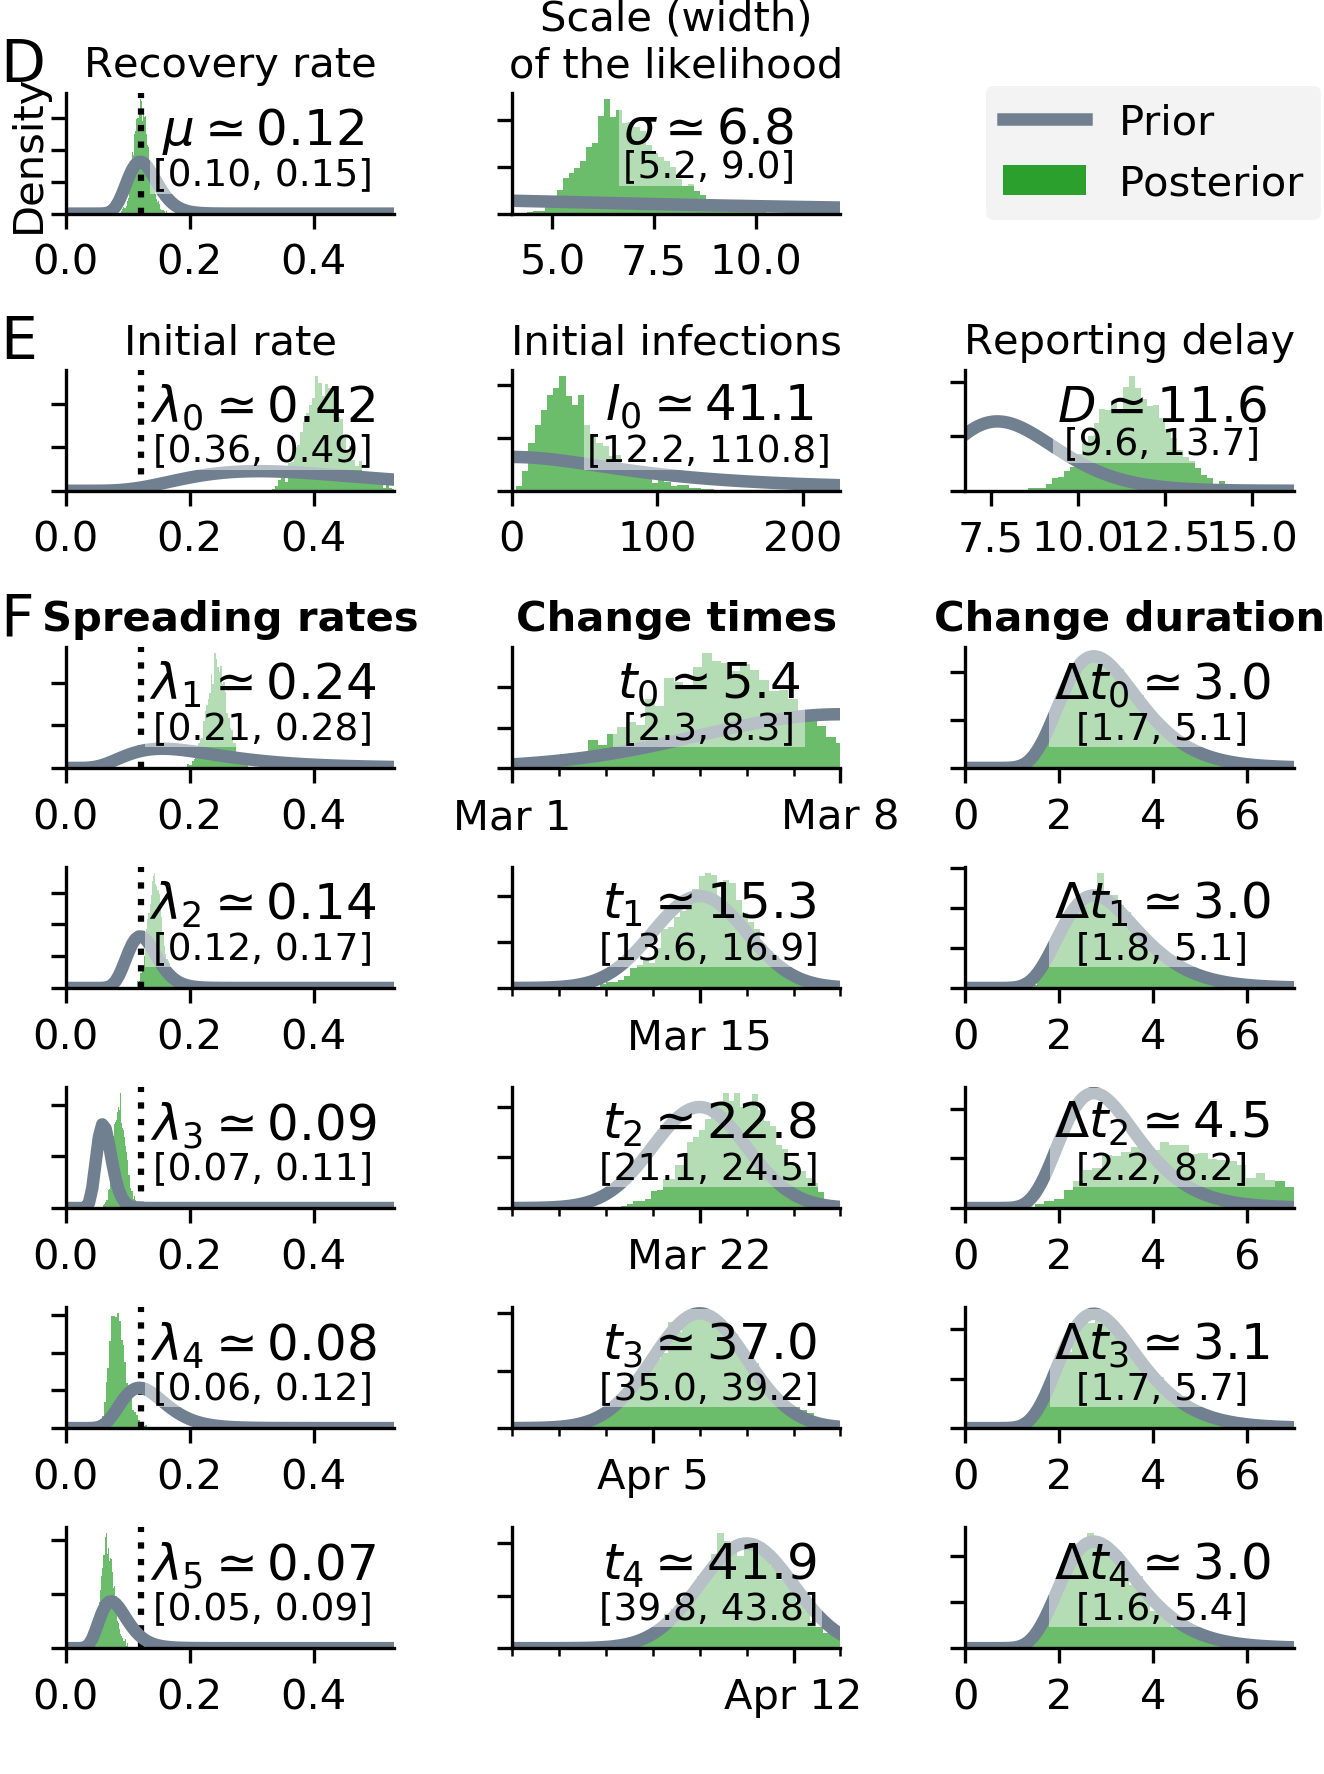 Scale (width)
D Recovery rate of the likelihood
Density
μ ≃ 0.12 σ ≃ 6.8 Prior
[0.10, 0.15] [5.2, 9.0] Posterior
0.0 0.2 0.4 5.0 7.5 10.0
E Initial rate Initial infections Reporting delay
λ0 ≃ 0.42 I0 ≃ 41.1 D ≃ 11.6
[0.36, 0.49] [12.2, 110.8] [9.6, 13.7]
0.0 0.2 0.4 0 100 200 7.5 10.0 12.5 15.0
F Spreading rates Change times Change duration
λ1 ≃ 0.24 t0 ≃ 5.4 Δt0 ≃ 3.0
[0.21, 0.28] [2.3, 8.3] [1.7, 5.1]
0.0 0.2 0.4 Mar 1 Mar 8 0 2 4 6
λ2 ≃ 0.14 t1 ≃ 15.3 Δt1 ≃ 3.0
[0.12, 0.17] [13.6, 16.9] [1.8, 5.1]
0.0 0.2 0.4 Mar 15 0 2 4 6
λ3 ≃ 0.09 t2 ≃ 22.8 Δt2 ≃ 4.5
[0.07, 0.11] [21.1, 24.5] [2.2, 8.2]
0.0 0.2 0.4 Mar 22 0 2 4 6
λ4 ≃ 0.08 t3 ≃ 37.0 Δt3 ≃ 3.1
[0.06, 0.12] [35.0, 39.2] [1.7, 5.7]
0.0 0.2 0.4 Apr 5 0 2 4 6
λ5 ≃ 0.07 t4 ≃ 41.9 Δt4 ≃ 3.0
[0.05, 0.09] [39.8, 43.8] [1.6, 5.4]
0.0 0.2 0.4 Apr 12 0 2 4 6